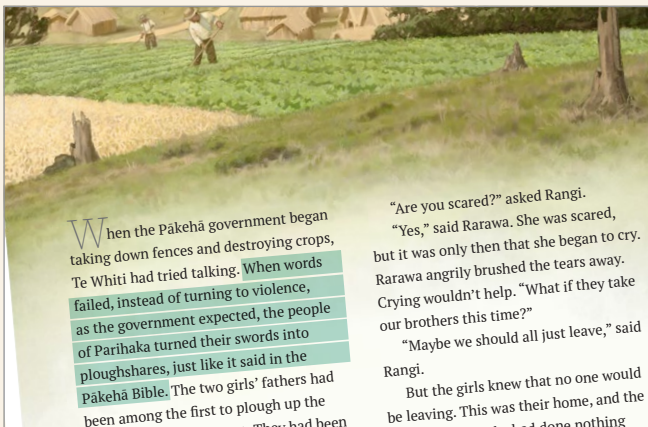 When the Pākehā government began
taking down fences and destroying crops,
Te Whiti had tried talking. When words
failed, instead of turning to violence,
as the government expected, the people
of Parihaka turned their swords into
ploughshares, just like it said in the
Pākehā Bible. The two girls’ fathers had
been among the first to plough up the
They had been
“Are you scared?” asked Rangi.
“Yes,” said Rarawa. She was scared,
but it was only then that she began to cry.
Rarawa angrily brushed the tears away.
Crying wouldn’t help. “What if they take
our brothers this time?”
“Maybe we should all just leave,” said
Rangi.
But the girls knew that no one would
be leaving. This was their home, and the
done nothing